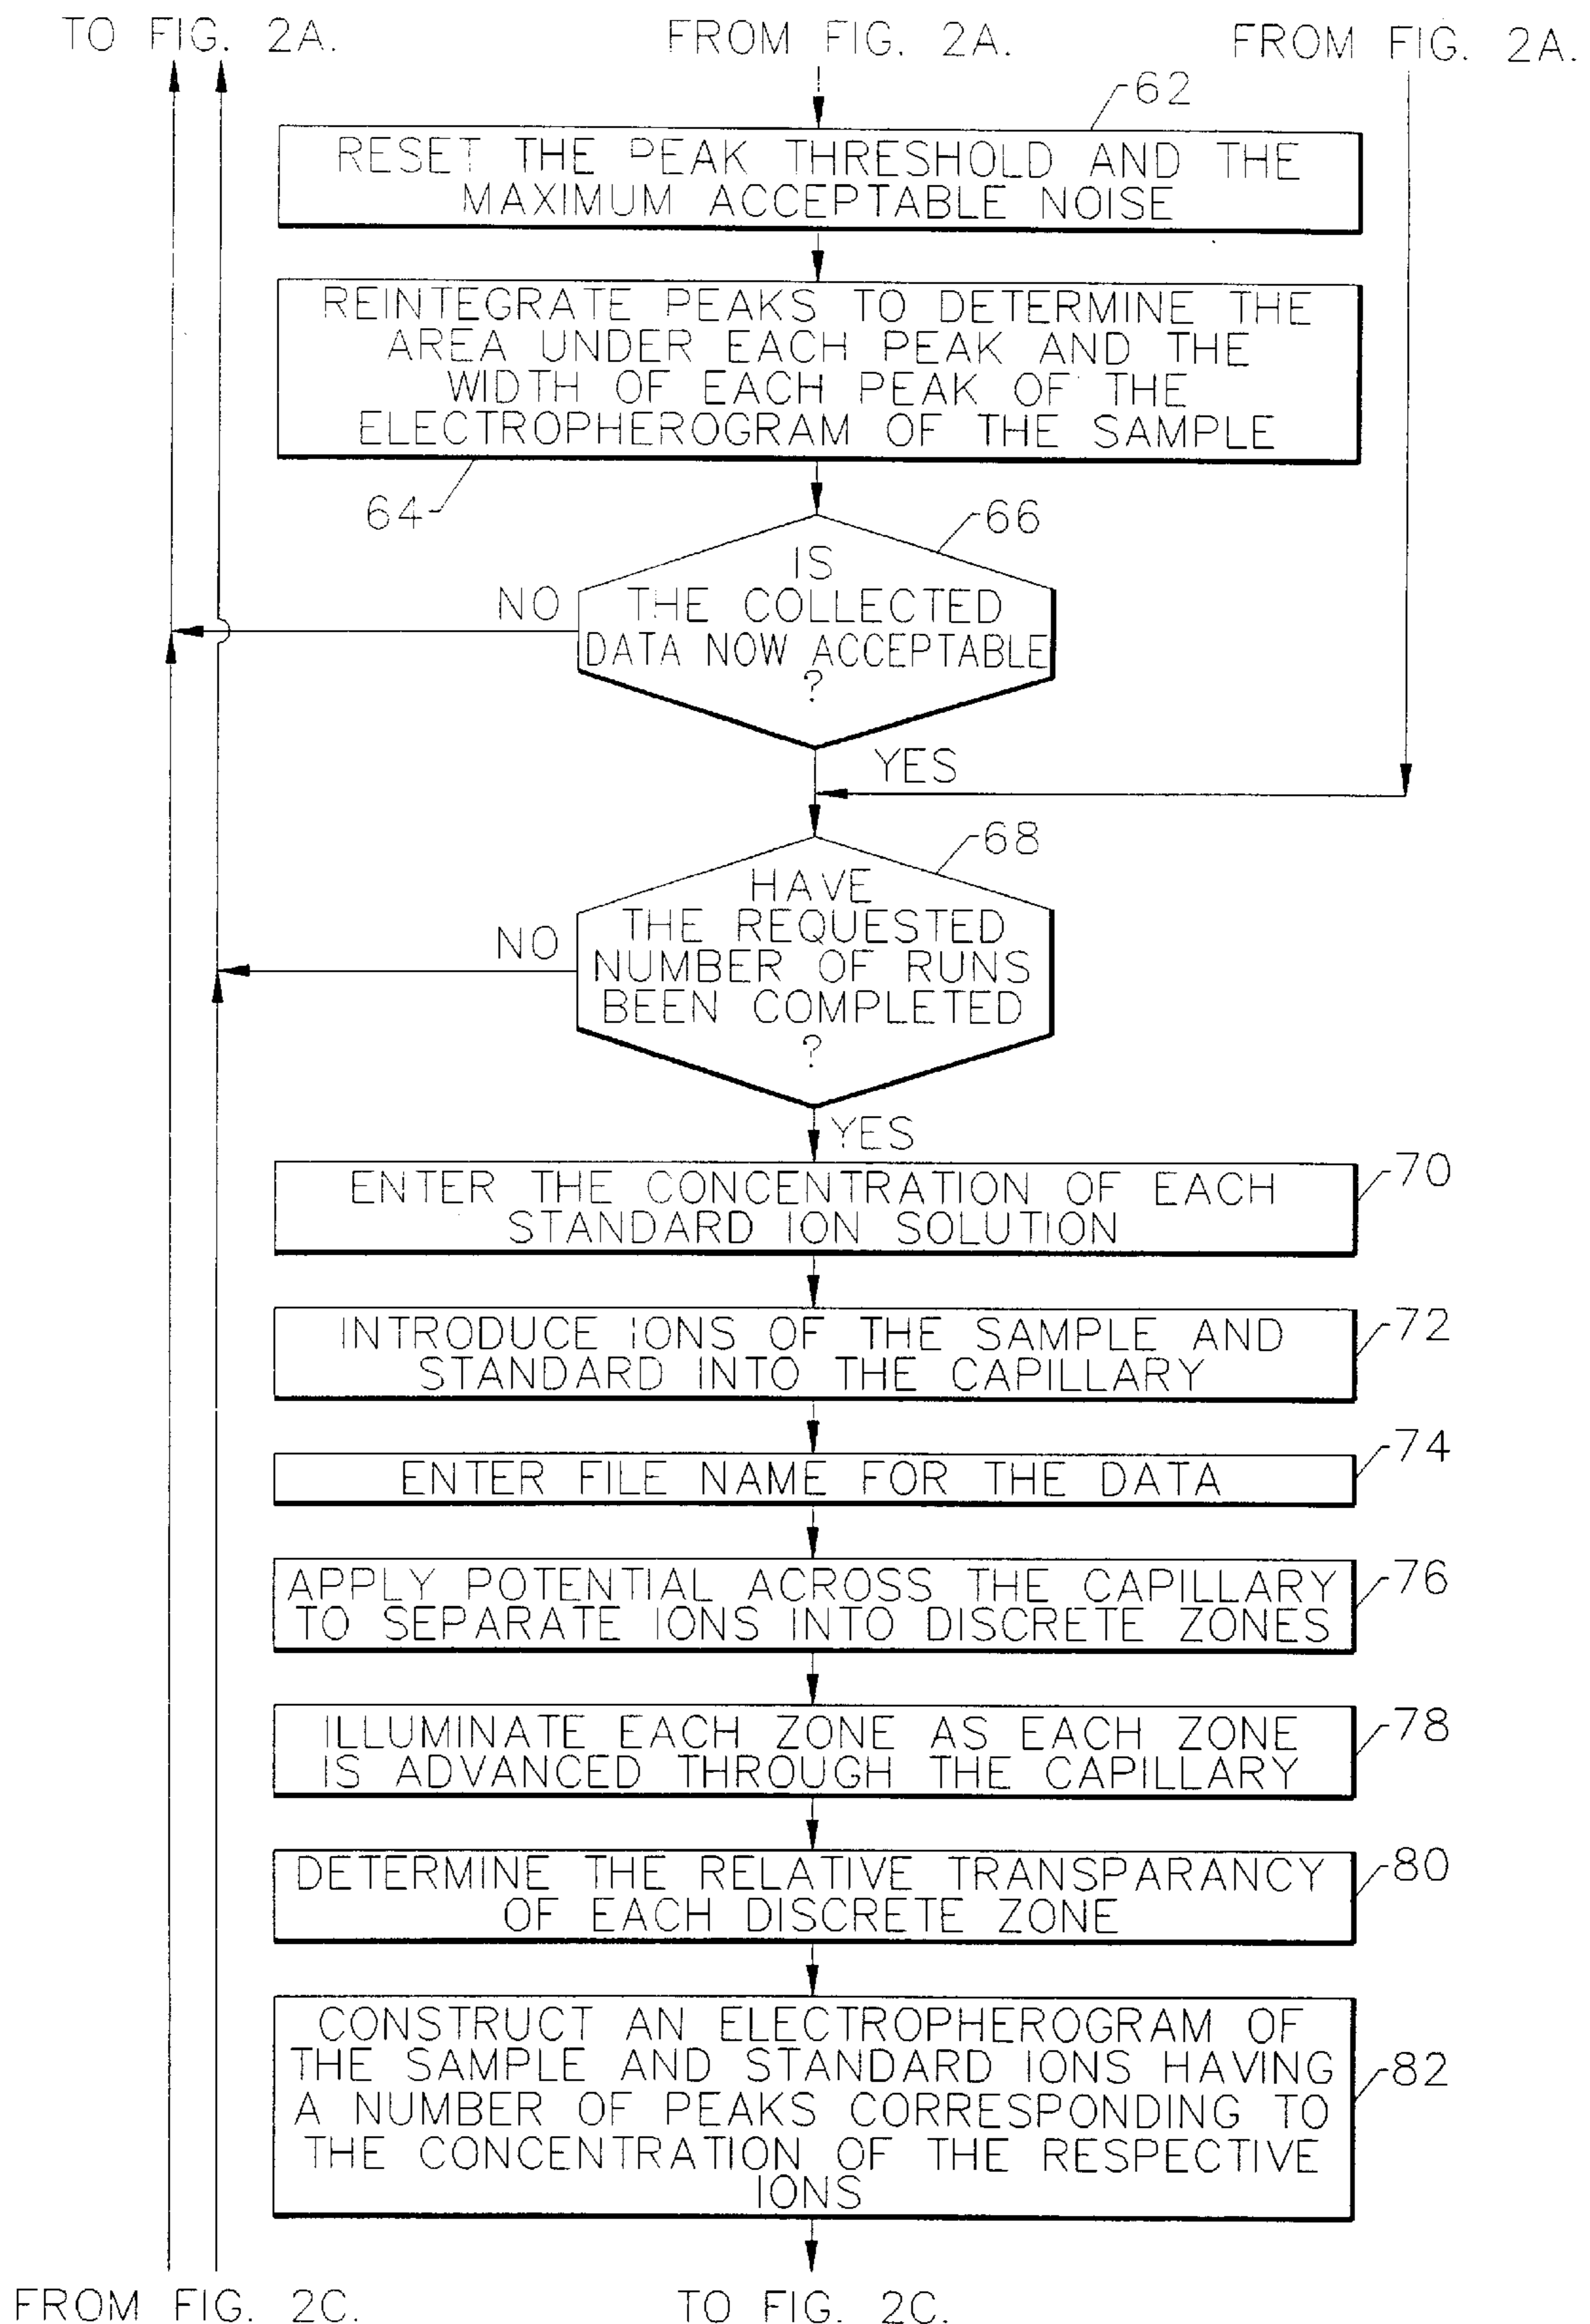 TO FIG. 2A.
FROM FIG. 2A.
FROM FIG. 2A.
62
RESET THE PEAK THRESHOLD AND THE
MAXIMUM ACCEPTABLE NOISE
REINTEGRATE PEAKS TO DETERMINE THE
AREA UNDER EACH PEAK AND THE
WIDTH OF EACH PEAK OF THE
ELECTROPHEROGRAM OF THE SAMPLE
64
66
IS
THE COLLECTED
DATA NOW ACCEPTABLE
?
NO
YES
68
HAVE
THE REQUESTED
NUMBER OF RUNS
BEEN COMPLETED
?
NO
YES
ENTER THE CONCENTRATION OF EACH
STANDARD ION SOLUTION
70
INTRODUCE IONS OF THE SAMPLE AND
STANDARD INTO THE CAPILLARY
72
ENTER FILE NAME FOR THE DATA
74
APPLY POTENTIAL ACROSS THE CAPILLARY
TO SEPARATE IONS INTO DISCRETE ZONES
76
ILLUMINATE EACH ZONE AS EACH ZONE
IS ADVANCED THROUGH THE CAPILLARY
78
DETERMINE THE RELATIVE TRANSPARANCY
OF EACH DISCRETE ZONE
80
CONSTRUCT AN ELECTROPHEROGRAM OF
THE SAMPLE AND STANDARD IONS HAVING
A NUMBER OF PEAKS CORRESPONDING TO
THE CONCENTRATION OF THE RESPECTIVE
IONS
82
FROM FIG. 2C.
TO FIG. 2C.